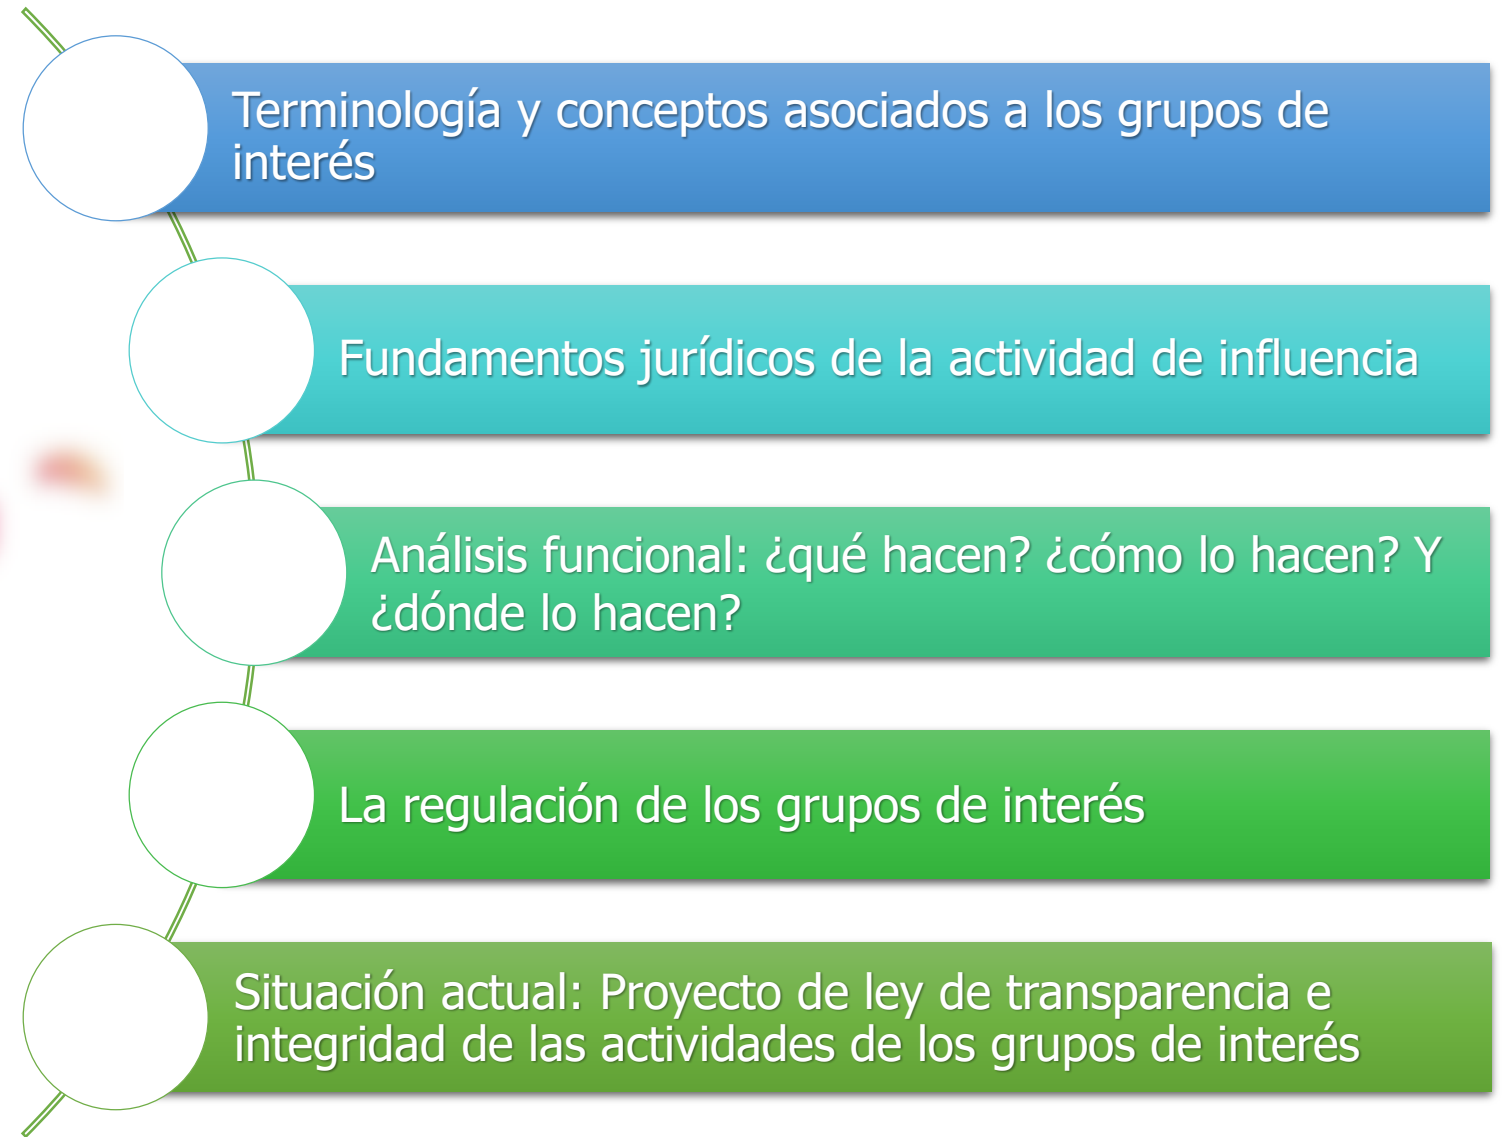 Terminología y conceptos asociados a los grupos de
interés
Fundamentos jurídicos de la actividad de influencia
Análisis funcional: ¿qué hacen? ¿cómo lo hacen? Y
¿dónde lo hacen?
La regulación de los grupos de interés
Situación actual: Proyecto de ley de transparencia e
integridad de las actividades de los grupos de interés